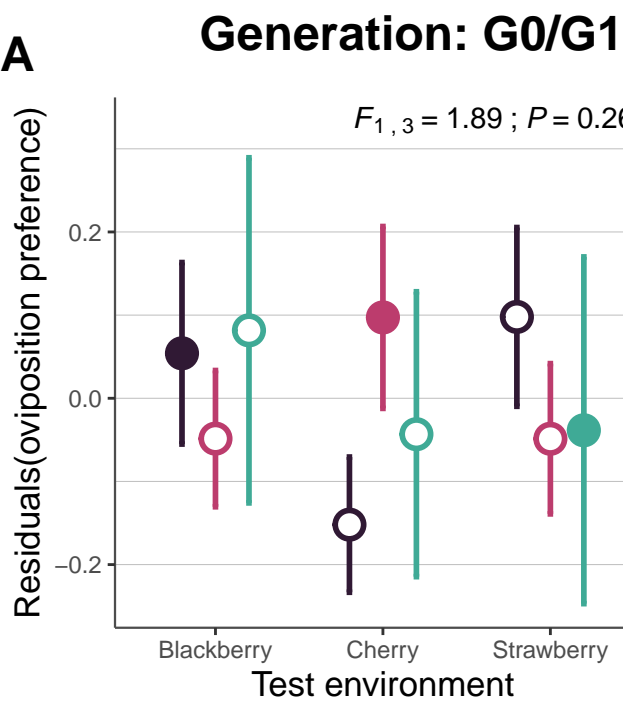 Generation: G0/G1
A
F1 , 3 = 1.89 ; P = 0.26
Residuals(oviposition preference)
0.2
0.0
−0.2
Blackberry Cherry Strawberry
Test environment